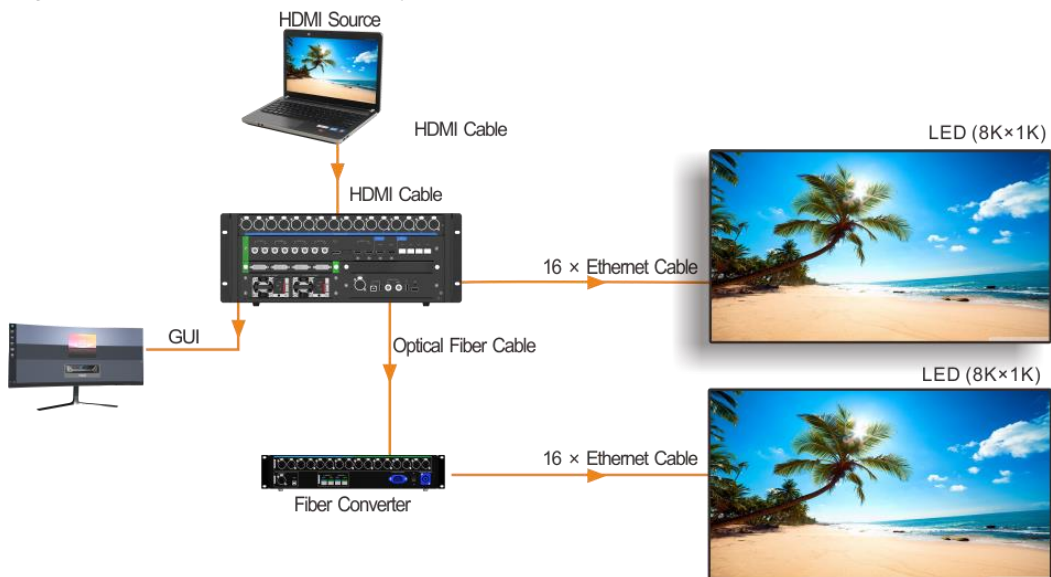 HDMI Source
HDMI Cable
LED (8K×1K)
HDMI Cable
16 × Ethernet Cable
GUI
Optical Fiber Cable
LED (8K×1K)
16 × Ethernet Cable
Fiber Converter